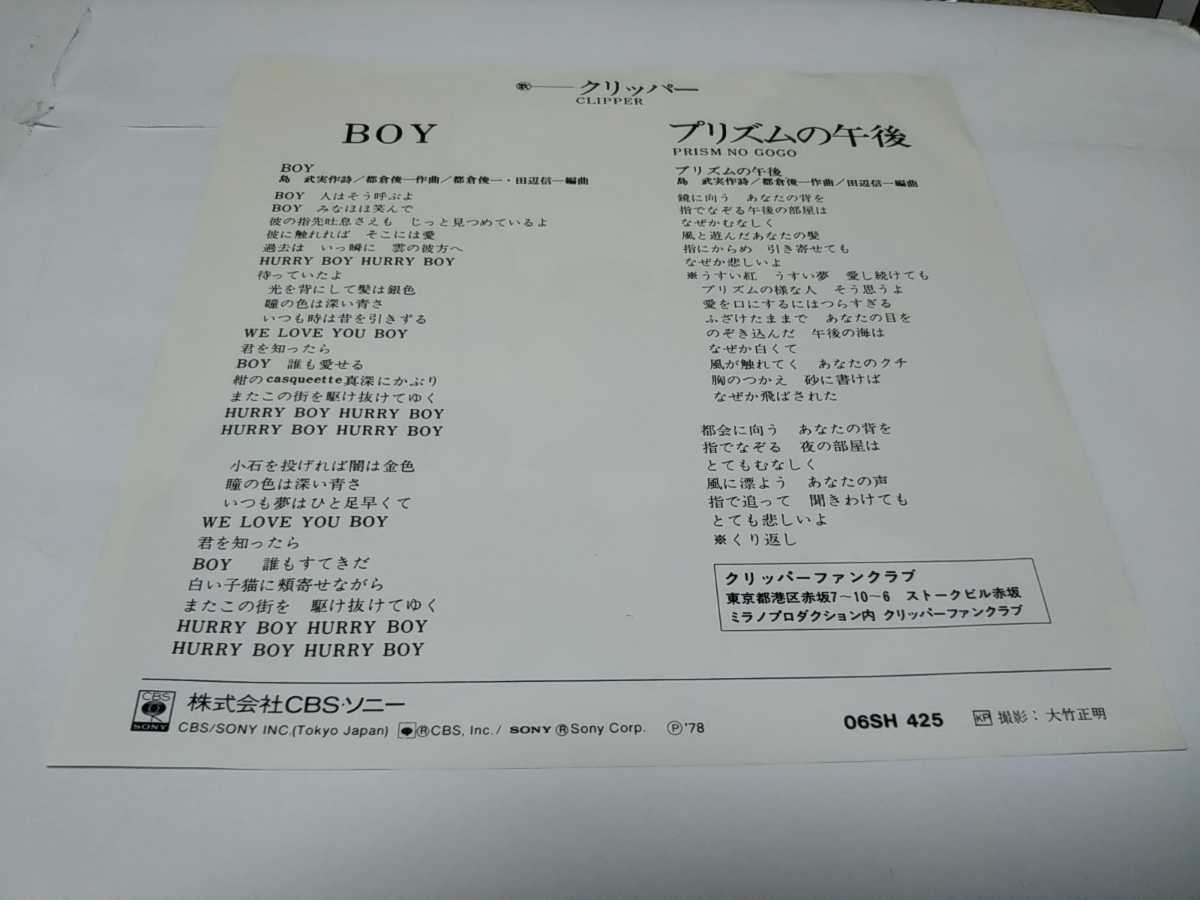 歌──クリッパー
CLIPPER
BOY
BOY
島 武実作詩/都倉俊一作曲/都倉俊一・田辺信一編曲
BOY 人はそう呼ぶよ
BOY みなほほ笑んで
彼の指先吐息さえも じっと見つめているよ
彼に触れれば そこには愛
過去は いっ瞬に 雲の彼方へ
HURRY BOY HURRY BOY
待っていたよ
光を背にして髪は銀色
瞳の色は深い青さ
いつも時は昔を引きずる
WE LOVE YOU BOY
君を知ったら
BOY 誰も愛せる
紺のcasqueette真深にかぶり
またこの街を駆け抜けてゆく
HURRY BOY HURRY BOY
HURRY BOY HURRY BOY
小石を投げれば闇は金色
瞳の色は深い青さ
いつも夢はひと足早くて
WE LOVE YOU BOY
君を知ったら
BOY 誰もすてきだ
白い子猫に頬寄せながら
またこの街を 駆け抜けてゆく
HURRY BOY HURRY BOY
HURRY BOY HURRY BOY
プリズムの午後
PRISM NO GOGO
プリズムの午後
島 武実作詩/都倉俊一作曲/田辺信一編曲
鏡に向う あなたの背を
指でなぞる午後の部屋は
なぜかむなしく
風と遊んだあなたの髪
指にからめ 引き寄せても
なぜか悲しいよ
※うすい紅 うすい夢 愛し続けても
プリズムの様な人 そう思うよ
愛を口にするにはつらすぎる
ふざけたままで あなたの目を
のぞき込んだ 午後の海は
なぜか白くて
風が触れてく あなたのクチ
胸のつかえ 砂に書けば
なぜか飛ばされた
都会に向う あなたの背を
指でなぞる 夜の部屋は
とてもむなしく
風に漂よう あなたの声
指で追って 聞きわけても
とても悲しいよ
※くり返し
クリッパーファンクラブ
東京都港区赤坂7〜10〜6 ストークビル赤坂
ミラノプロダクション内 クリッパーファンクラブ
CBS
SONY
株式会社CBS・ソニー
CBS/SONY INC.(Tokyo Japan) ®CBS, Inc./ SONY ®Sony Corp. Ⓟ'78
06SH 425
KP 撮影：大竹正明